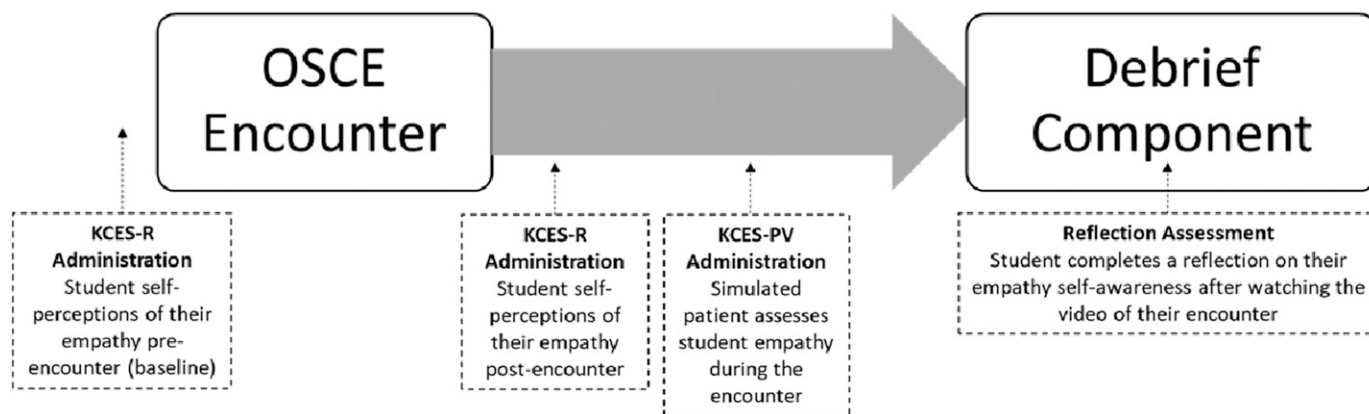 OSCE
Encounter
Debrief
Component
KCES-R
Administration
Student self-
perceptions of their
empathy pre-
encounter (baseline)
KCES-R
Administration
Student self-
perceptions of
their empathy
post-encounter
KCES-PV
Administration
Simulated
patient assesses
student empathy
during the
encounter
Reflection Assessment
Student completes a reflection on their
empathy self-awareness after watching the
video of their encounter